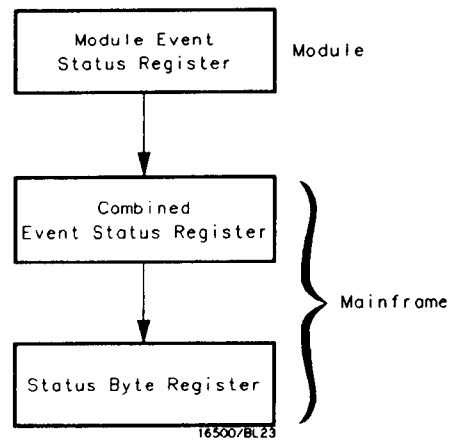 Module Event
Status Register
Module
Combined
Event Status Register
Mainframe
Status Byte Register
16500/BL23